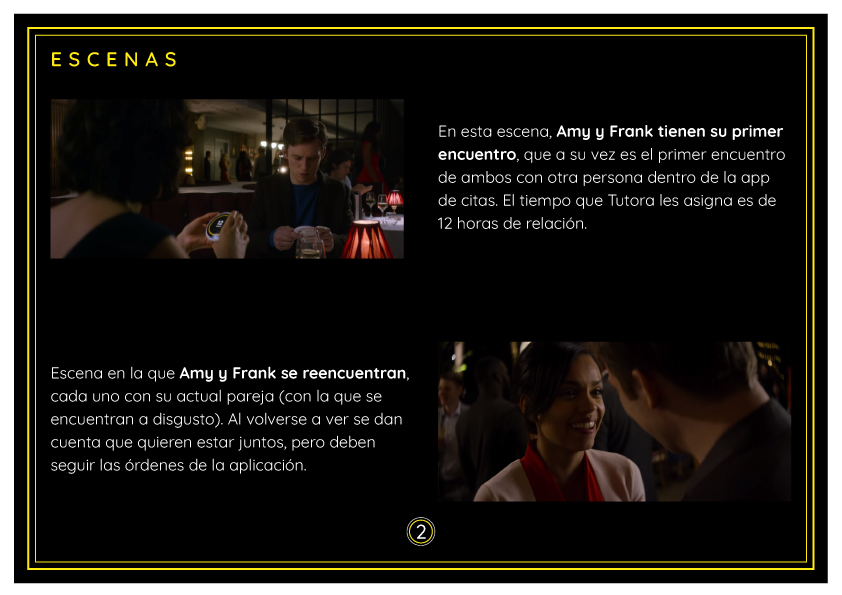 ESCENAS
En esta escena, Amy y Frank tienen su primer
encuentro, que a su vez es el primer encuentro
de ambos con otra persona dentro de la app
de citas. El tiempo que Tutora les asigna es de
12 horas de relación.
Escena en la que Amy y Frank se reencuentran,
cada uno con su actual pareja (con la que se
encuentran a disgusto). Al volverse a ver se dan
cuenta que quieren estar juntos, pero deben
seguir las órdenes de la aplicación.
2